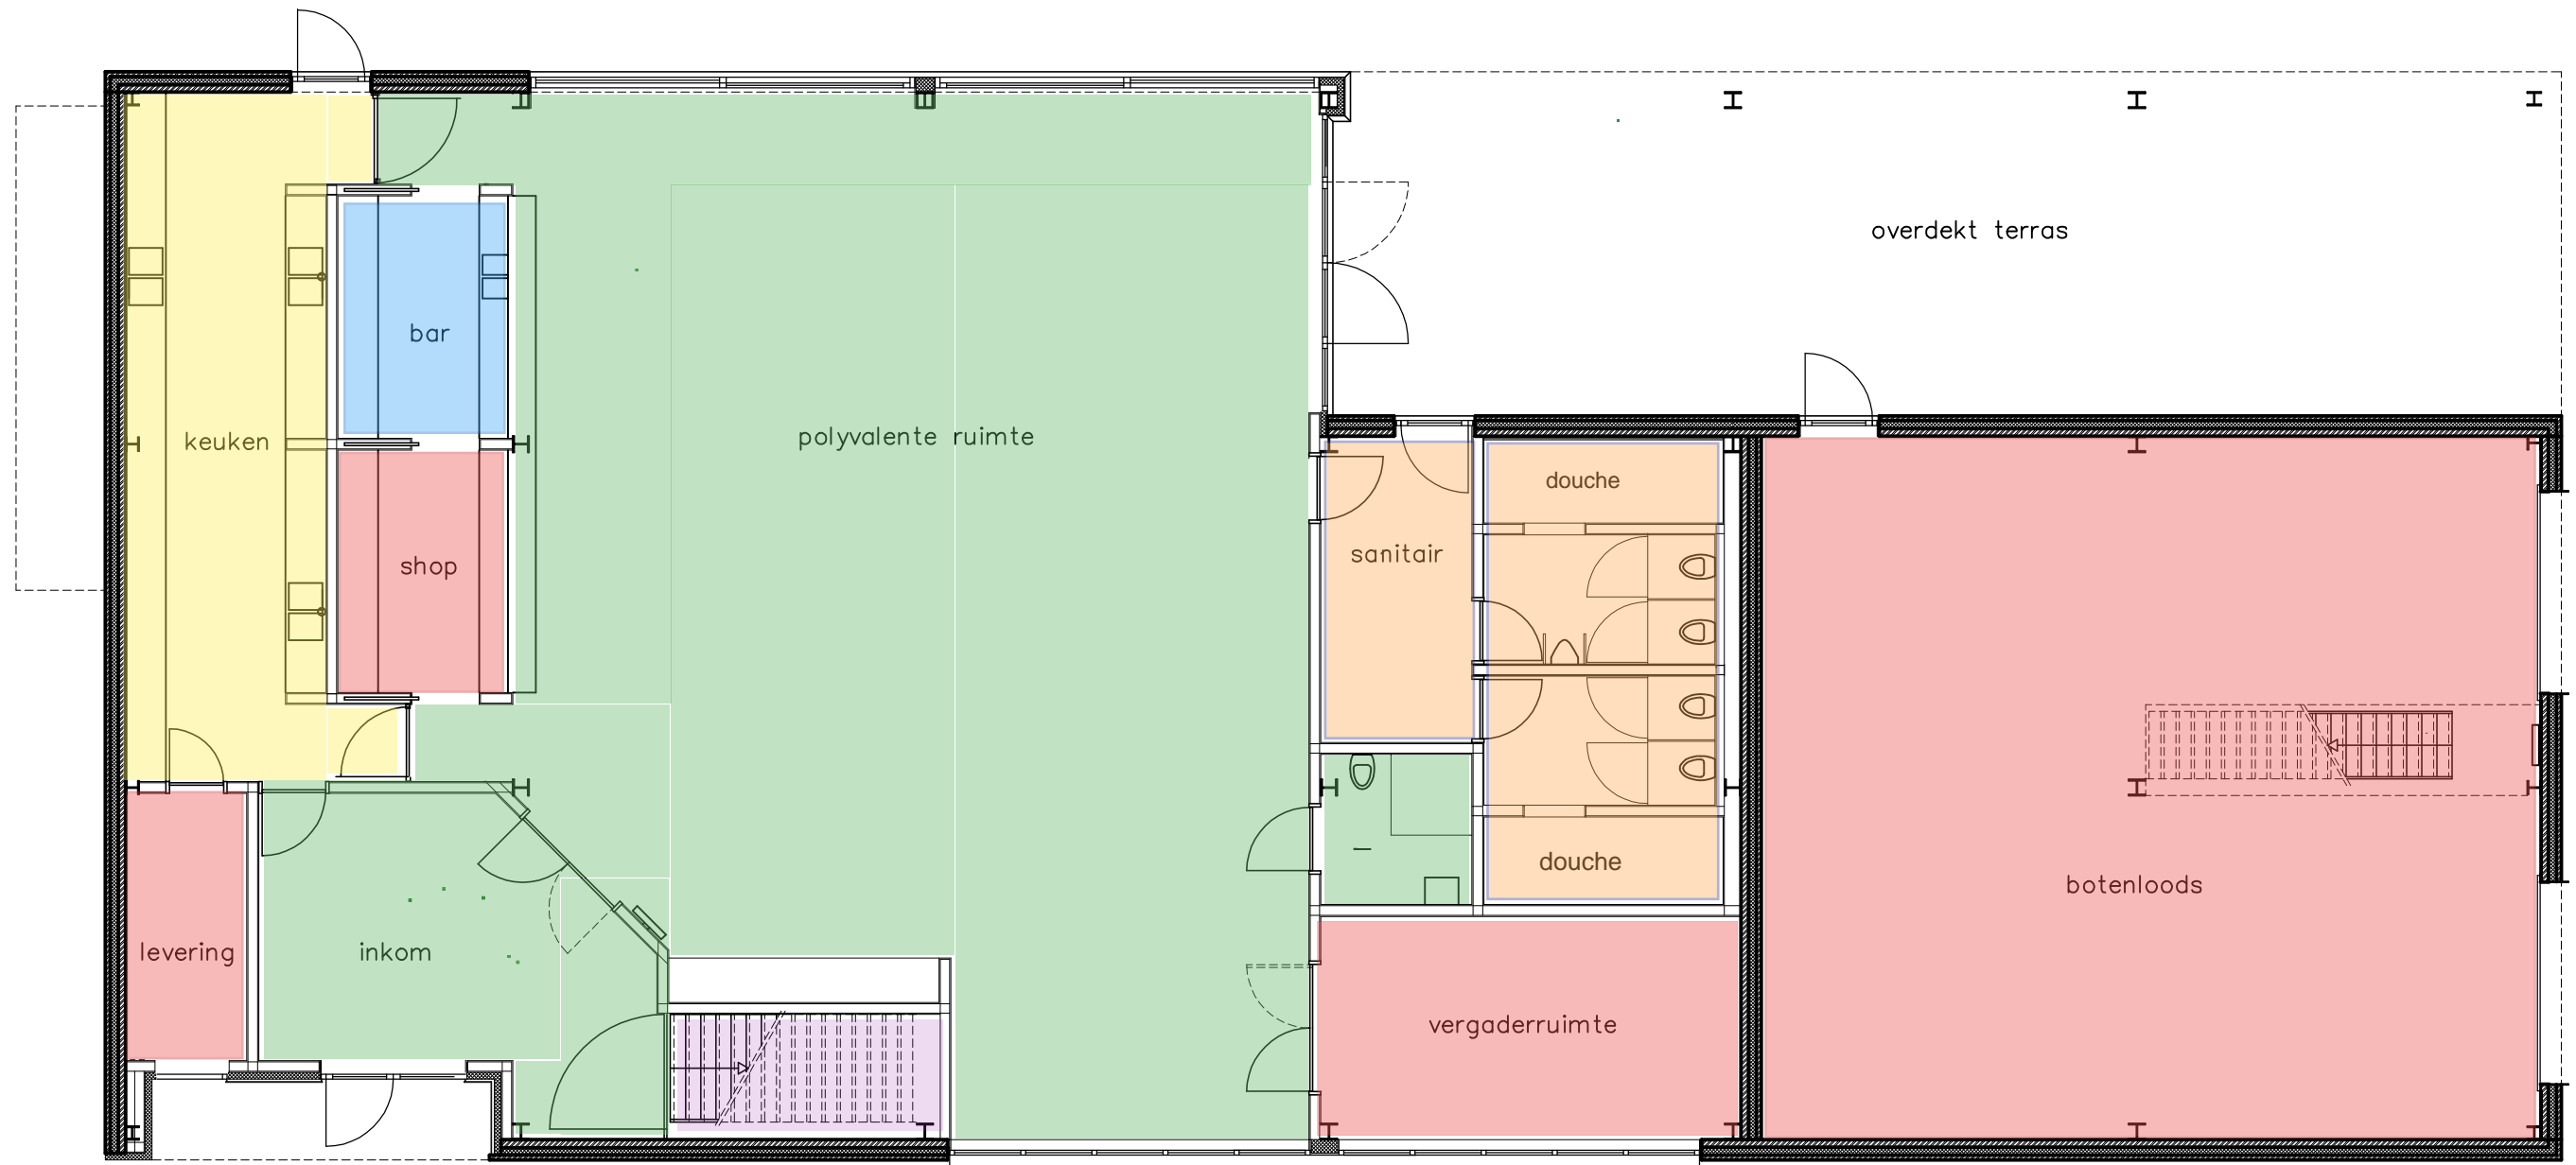 overdekt terras
bar
keuken
polyvalente ruimte
douche
sanitair
shop
douche
botenloods
levering
inkom
vergaderruimte